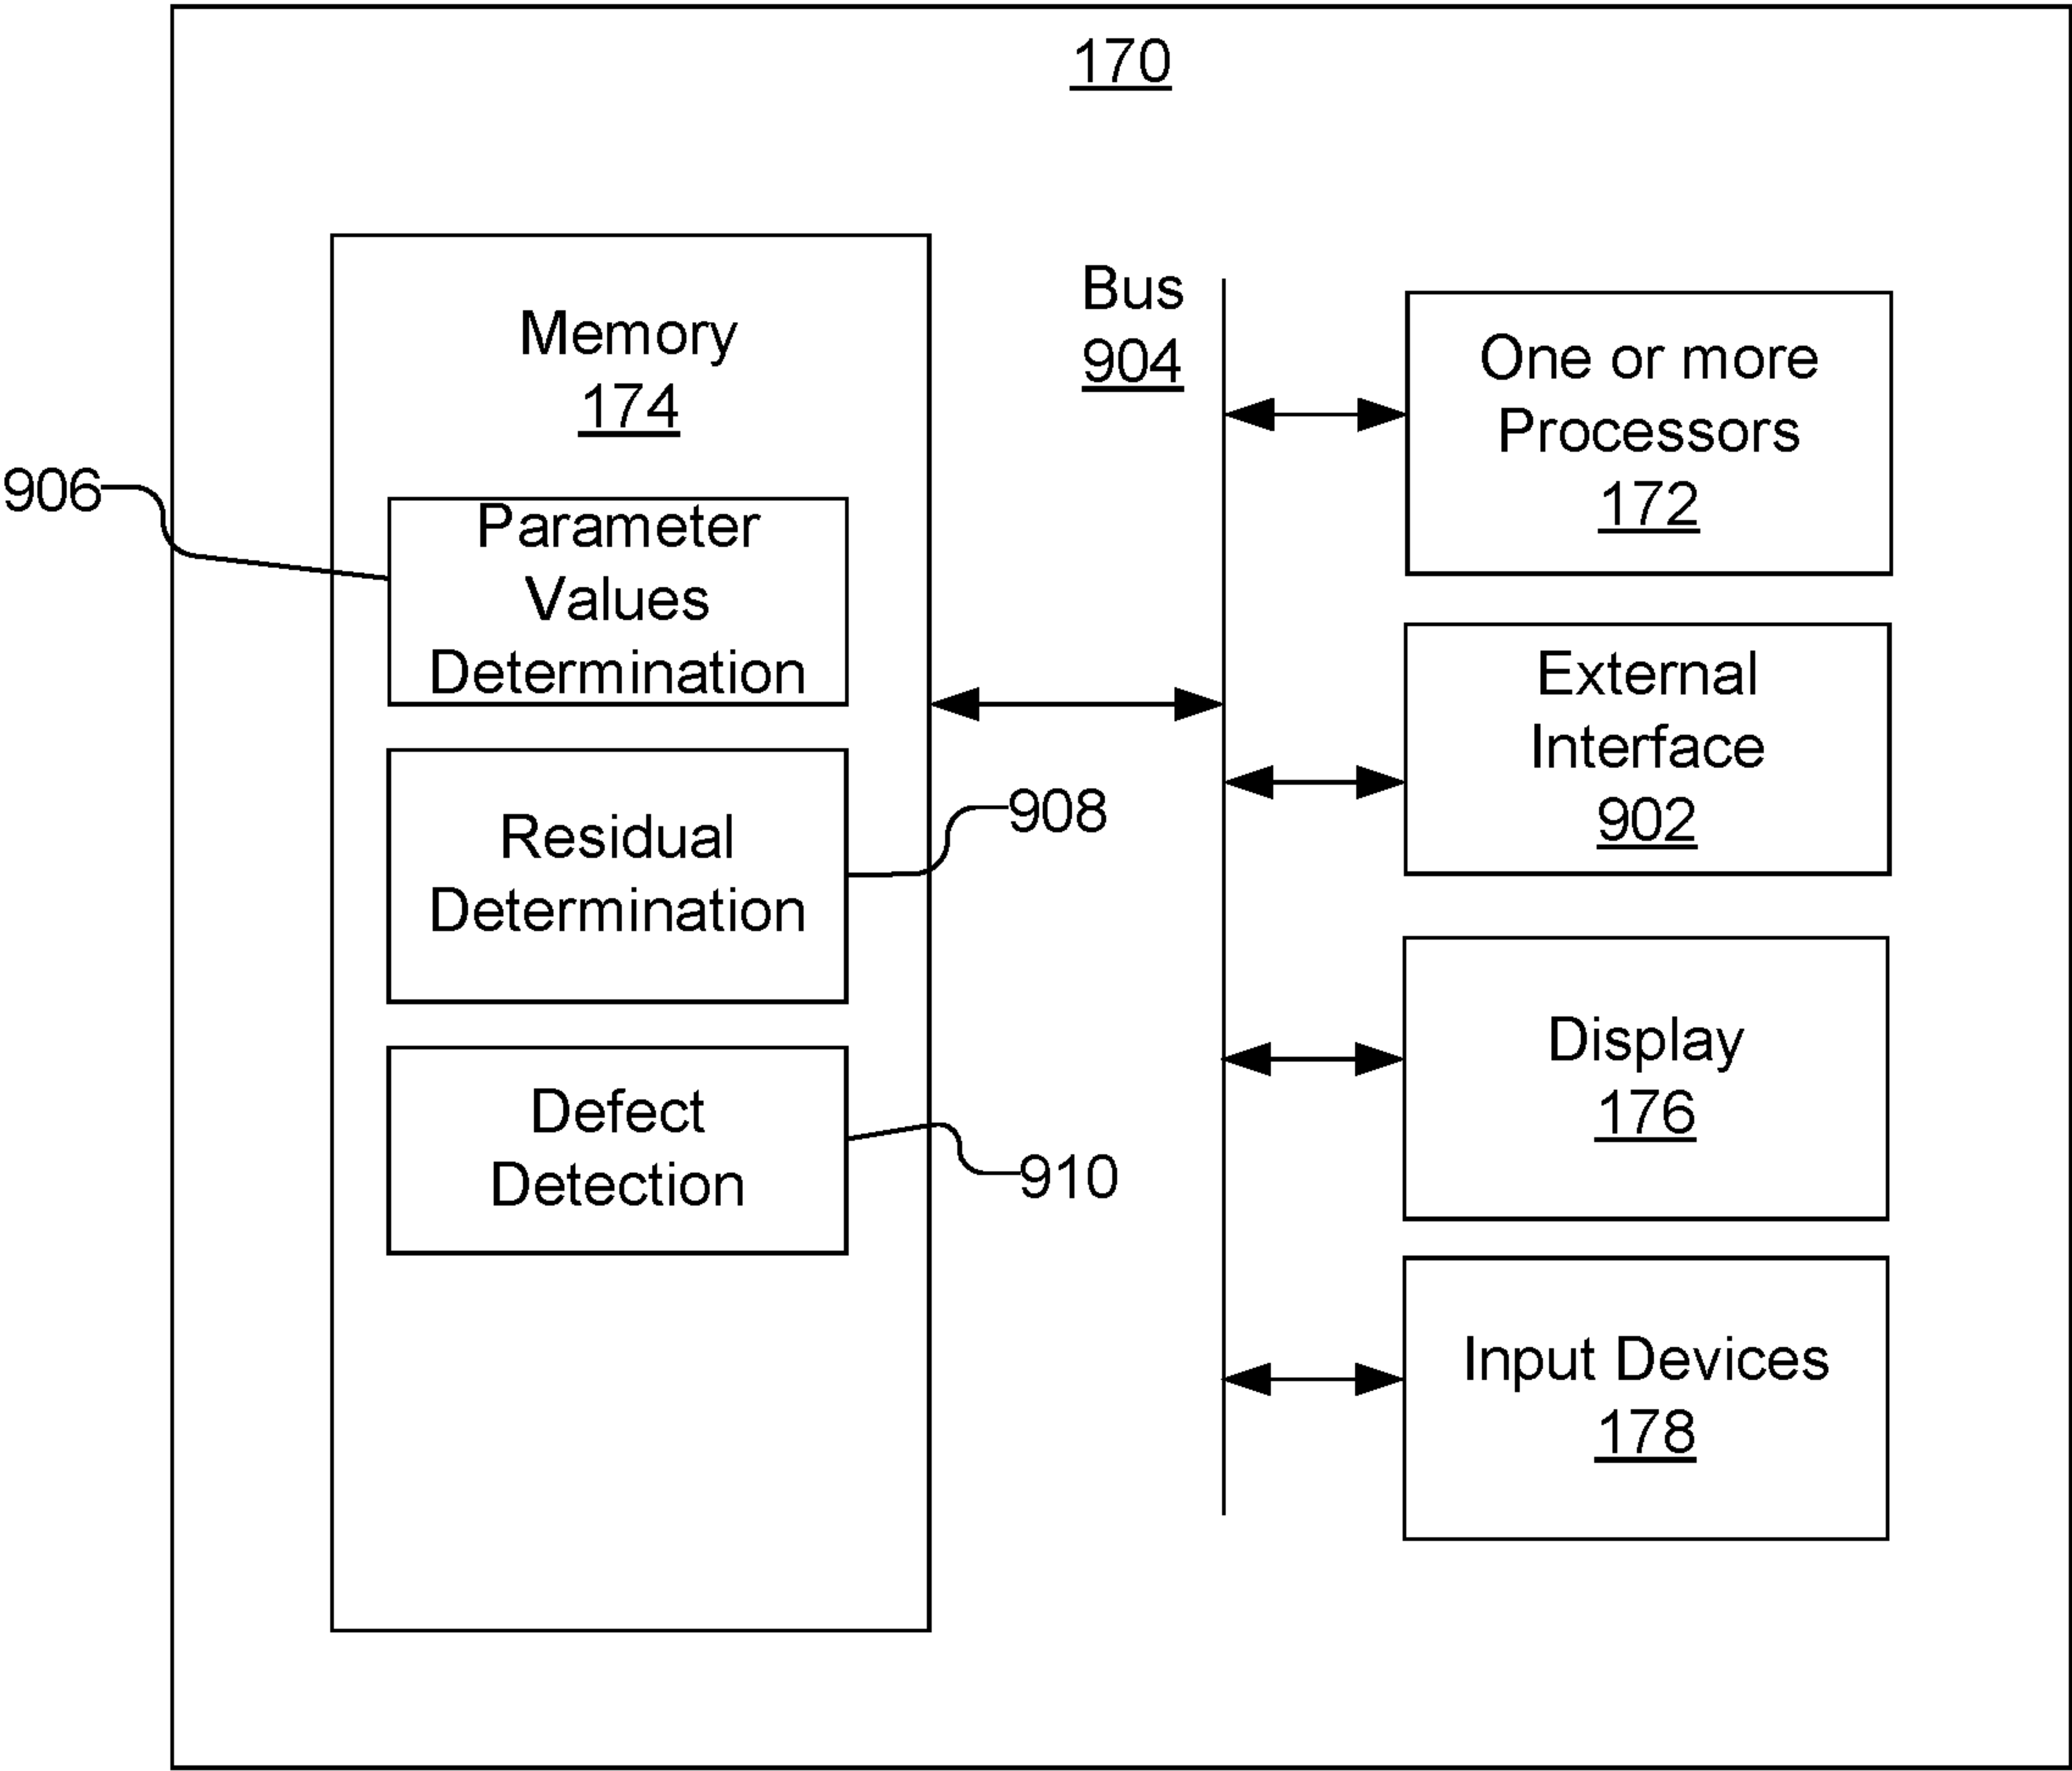 170
Memory
174
906
Parameter
Values
Determination
Residual
Determination
908
Defect
Detection
910
Bus
904
One or more
Processors
172
External
Interface
902
Display
176
Input Devices
178